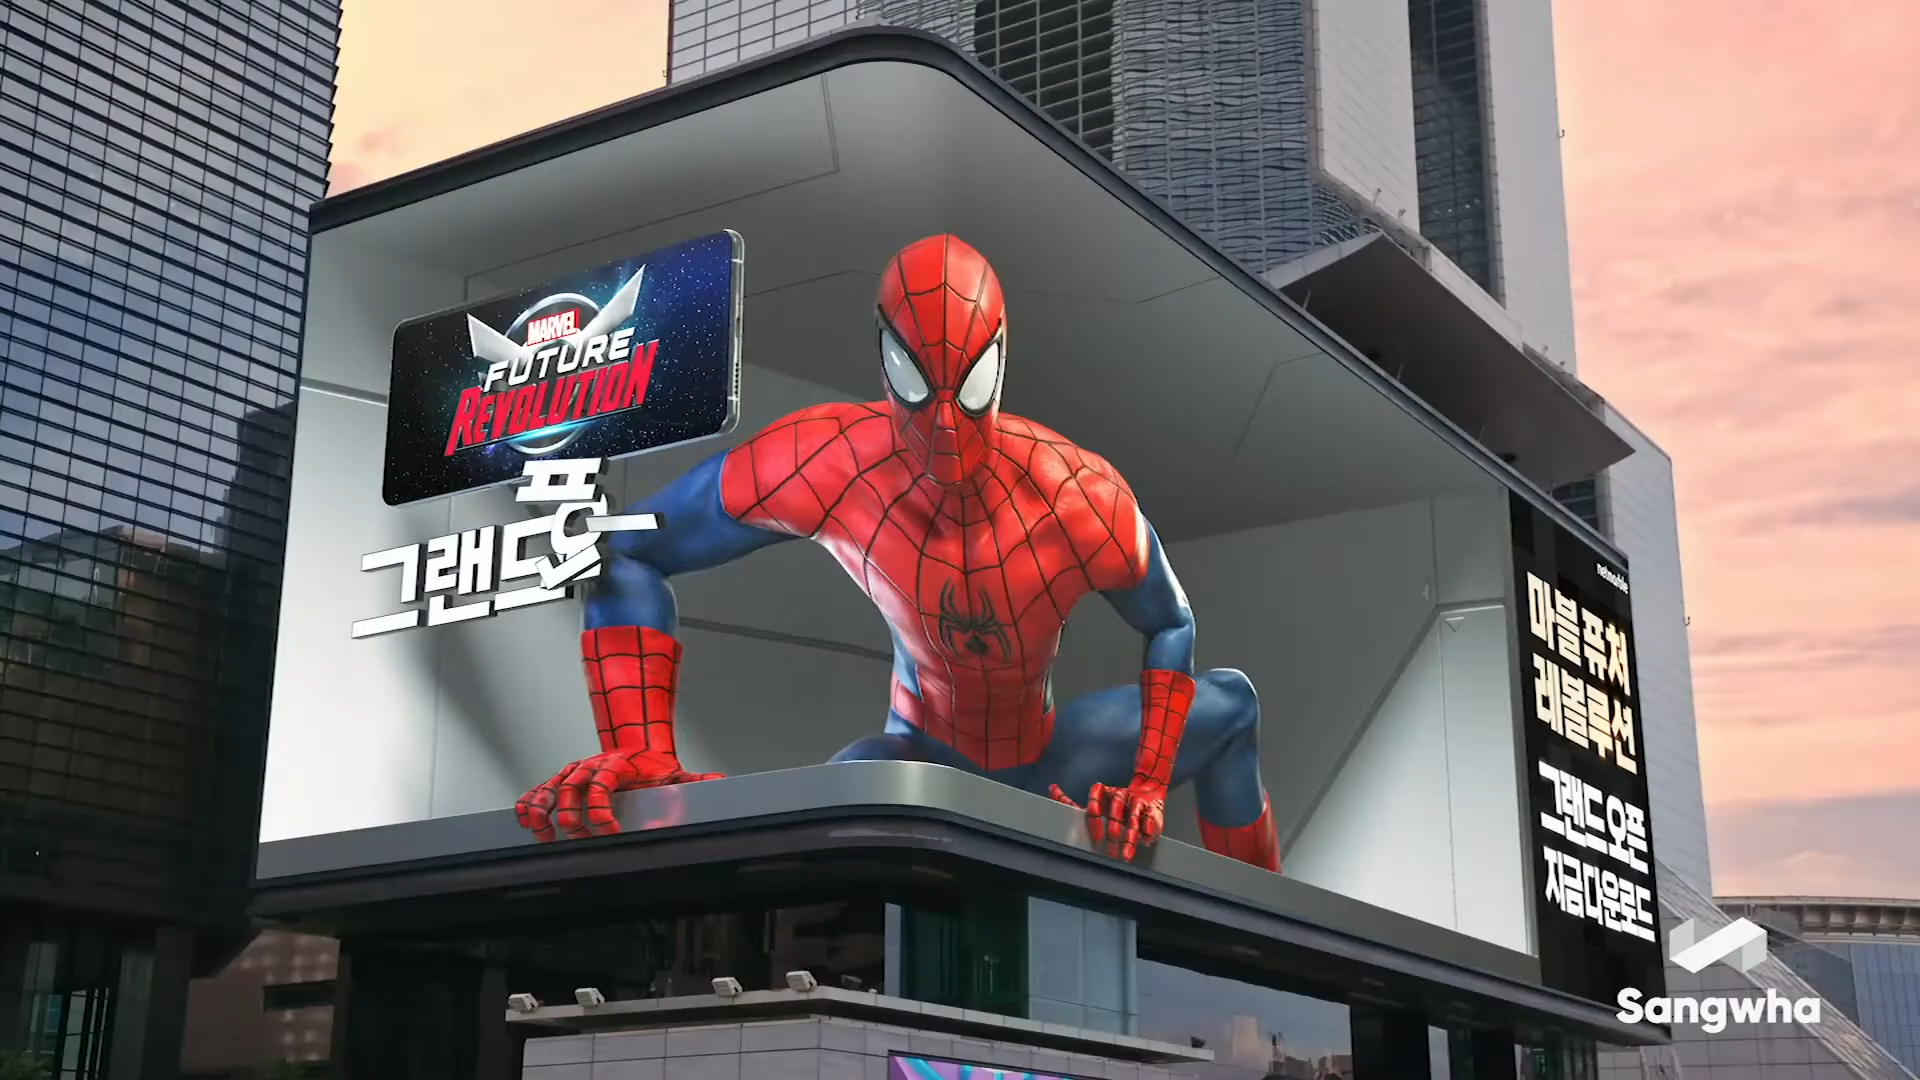 MARVEL
FUTURE
REVOLUTION
그랜드
netmarble
마블 퓨처
레볼루션
그랜드 오픈
지금 다운로드
Sangwha